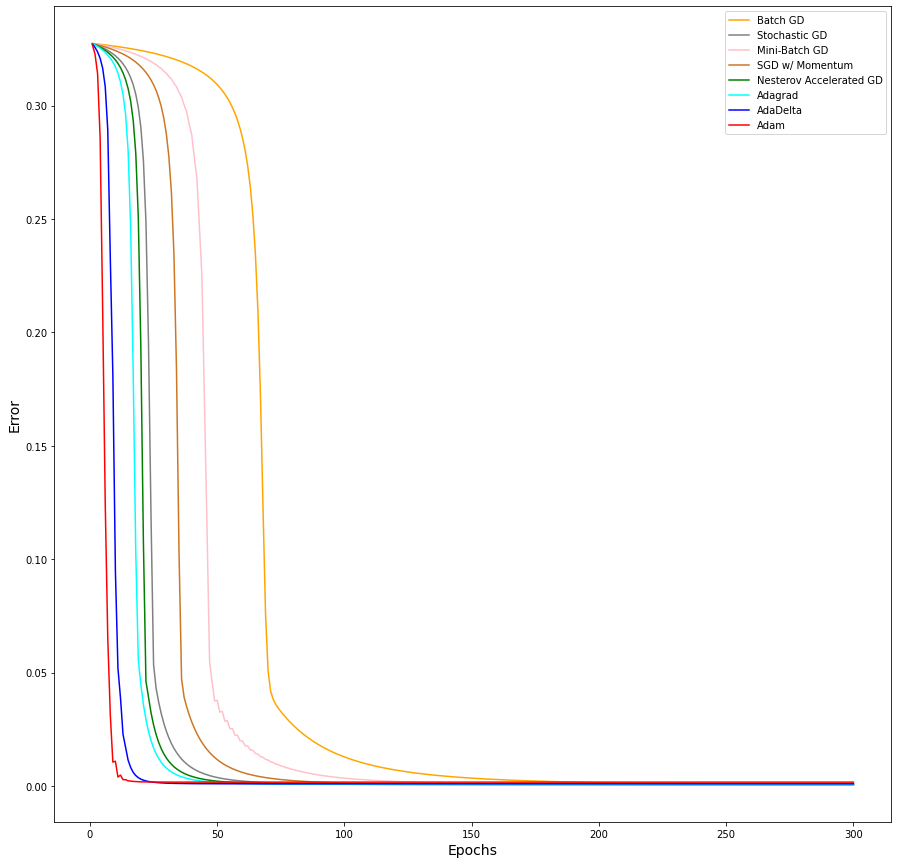 Batch GD
Stochastic GD
Mini-Batch GD
SGD w/ Momentum
Nesterov Accelerated GD
Adagrad
AdaDelta
Adam
0.30
0.25
0.20
0.15
0.10
0.05
0.00
Error
0 50 100 150 200 250 300
Epochs